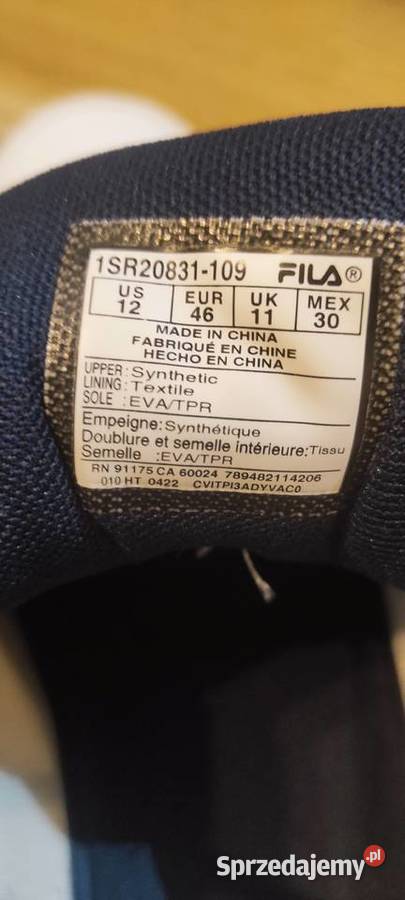 1SR20831-109 FILA®
US 12 EUR 46 UK 11 MEX 30
MADE IN CHINA
FABRIQUÉ EN CHINE
HECHO EN CHINA
UPPER: Synthetic
LINING: Textile
SOLE :EVA/TPR
Empeigne: Synthétique
Doublure et semelle intérieure: Tissu
Semelle :EVA/TPR
RN 91175 CA 60024 789482114206
010 HT 0422 CVITPI3ADYVAC0
Sprzedajemy.pl